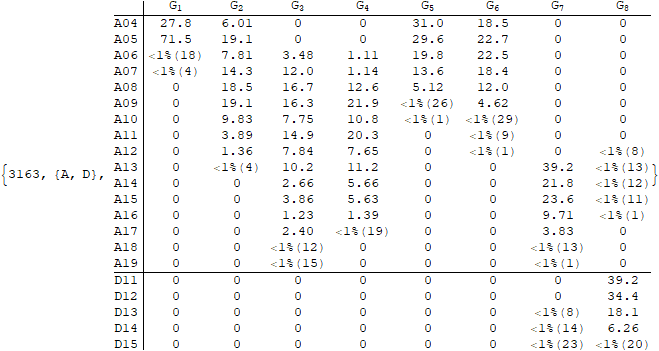 G1 G2 G3 G4 G5 G6 G7 G8
A04 27.8 6.01 0 0 31.0 18.5 0 0
A05 71.5 19.1 0 0 29.6 22.7 0 0
A06 <1%(18) 7.81 3.48 1.11 19.8 22.5 0 0
A07 <1%(4) 14.3 12.0 1.14 13.6 18.4 0 0
A08 0 18.5 16.7 12.6 5.12 12.0 0 0
A09 0 19.1 16.3 21.9 <1%(26) 4.62 0 0
A10 0 9.83 7.75 10.8 <1%(1) <1%(29) 0 0
A11 0 3.89 14.9 20.3 0 <1%(9) 0 0
A12 0 1.36 7.84 7.65 0 <1%(1) 0 <1%(8)
{3163, {A, D}, A13 0 <1%(4) 10.2 11.2 0 0 39.2 <1%(13)}
A14 0 0 2.66 5.66 0 0 21.8 <1%(12)
A15 0 0 3.86 5.63 0 0 23.6 <1%(11)
A16 0 0 1.23 1.39 0 0 9.71 <1%(1)
A17 0 0 2.40 <1%(19) 0 0 3.83 0
A18 0 0 <1%(12) 0 0 0 <1%(13) 0
A19 0 0 <1%(15) 0 0 0 <1%(1) 0
D11 0 0 0 0 0 0 0 39.2
D12 0 0 0 0 0 0 0 34.4
D13 0 0 0 0 0 0 <1%(8) 18.1
D14 0 0 0 0 0 0 <1%(14) 6.26
D15 0 0 0 0 0 0 <1%(23) <1%(20)